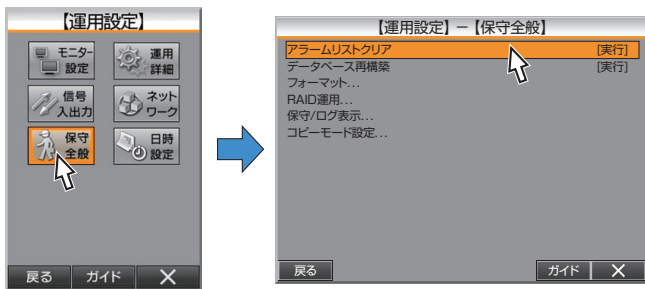 【運用設定】
モニター
設定
運用
詳細
信号
入出力
ネット
ワーク
保守
全般
日時
設定
戻る ガイド ×
【運用設定】－【保守全般】
アラームリストクリア [実行]
データベース再構築 [実行]
フォーマット...
RAID運用...
保守/ログ表示...
コピーモード設定...
戻る ガイド ×